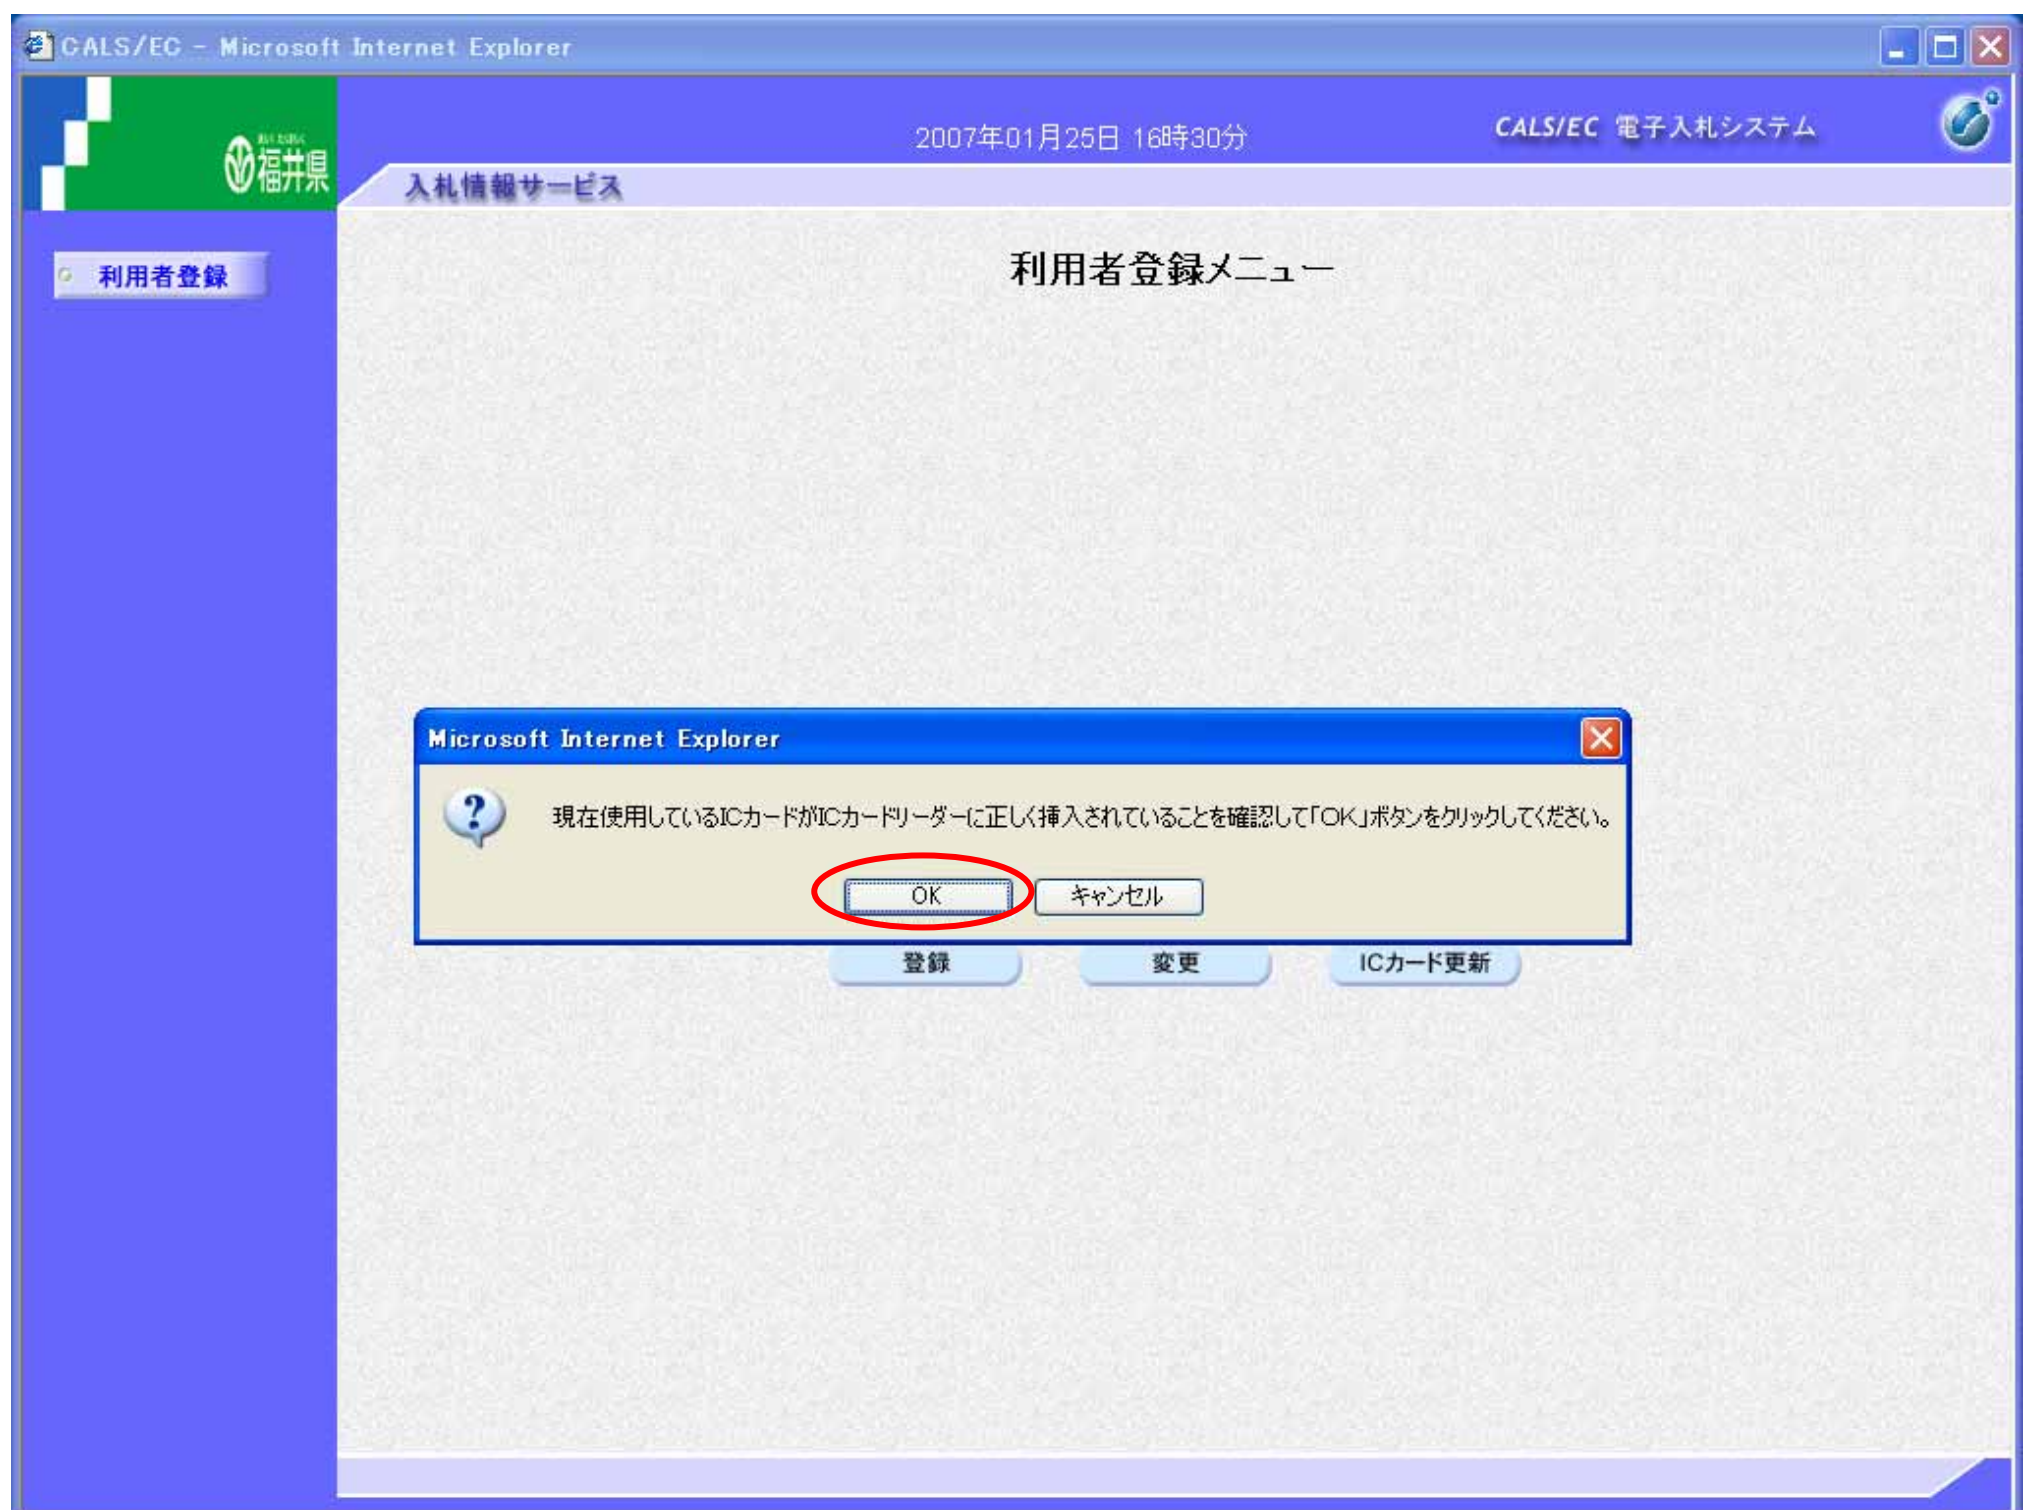 CALS/EC - Microsoft Internet Explorer
福井県
2007年01月25日 16時30分
CALS/EC 電子入札システム
入札情報サービス
利用者登録
利用者登録メニュー
Microsoft Internet Explorer
現在使用しているICカードがICカードリーダーに正しく挿入されていることを確認して「OK」ボタンをクリックしてください。
OK キャンセル
登録 変更 ICカード更新